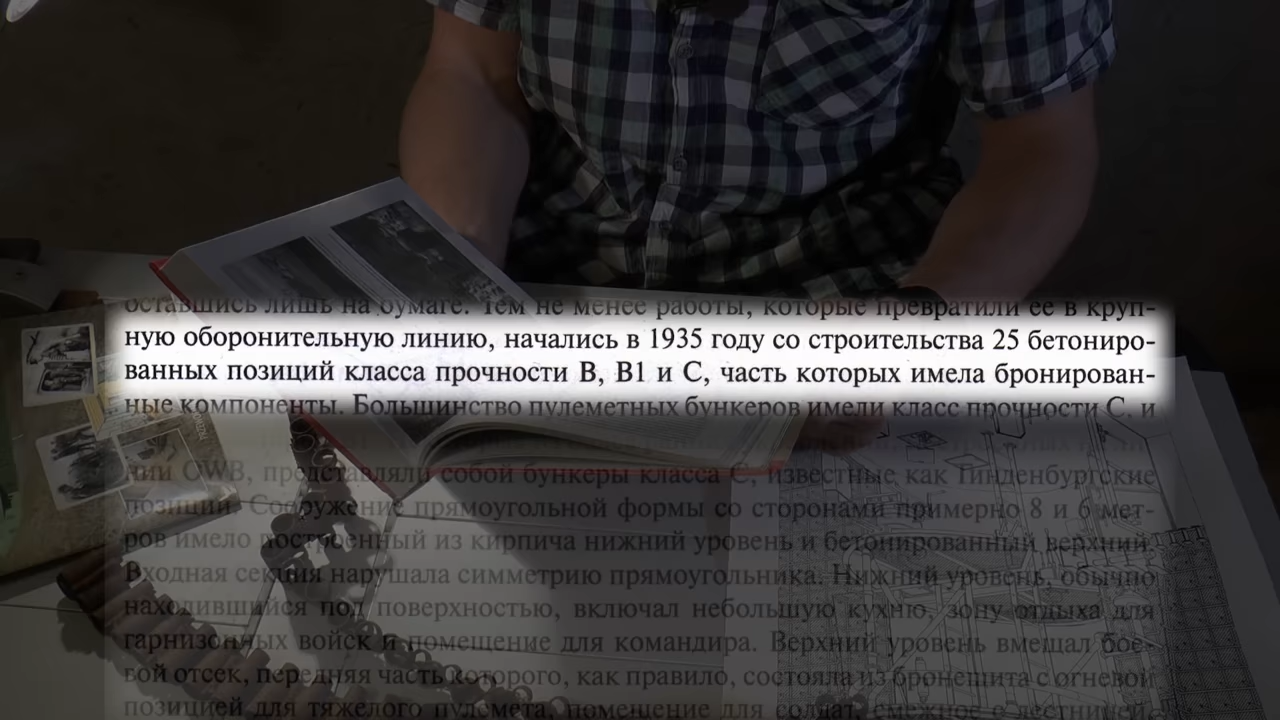 оставшись лишь на бумаге. Тем не менее работы, которые превратили ее в круп-
ную оборонительную линию, начались в 1935 году со строительства 25 бетониро-
ванных позиций класса прочности B, B1 и C, часть которых имела бронирован-
ные компоненты. Большинство пулеметных бункеров имели класс прочности C, и
нии OWB, представляли собой бункеры класса C, известные как Гинденбургские
позиции. Сооружение прямоугольной формы со сторонами примерно 8 и 6 мет-
ров имело построенный из кирпича нижний уровень и бетонированный верхний.
Входная секция нарушала симметрию прямоугольника. Нижний уровень, обычно
находившийся под поверхностью, включал небольшую кухню, зону отдыха для
гарнизонных войск и помещение для командира. Верхний уровень вмещал бое-
вой отсек, передняя часть которого, как правило, состояла из бронещита с огневой
позицией для тяжелого пулемета, помещение для солдат, смежное с лестницей